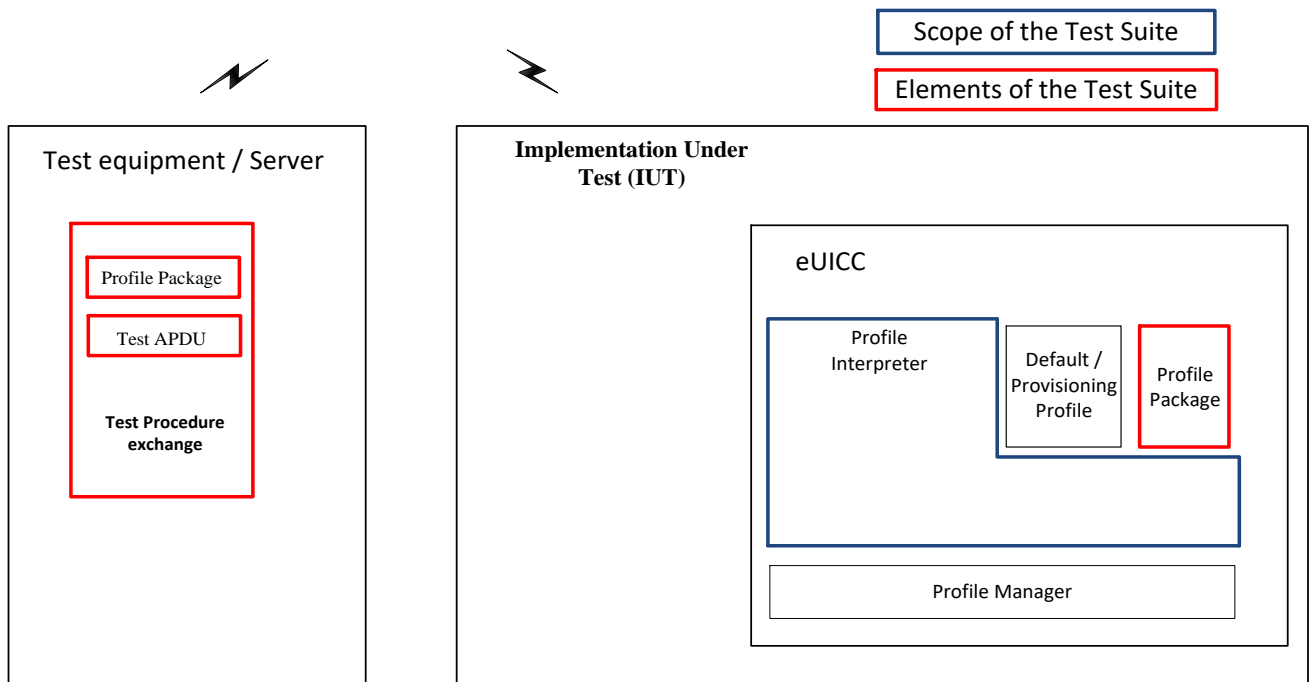 Scope of the Test Suite
Elements of the Test Suite
Test equipment / Server
Profile Package
Test APDU
Test Procedure
exchange
Implementation Under
Test (IUT)
eUICC
Profile
Interpreter
Default /
Provisioning
Profile
Profile
Package
Profile Manager